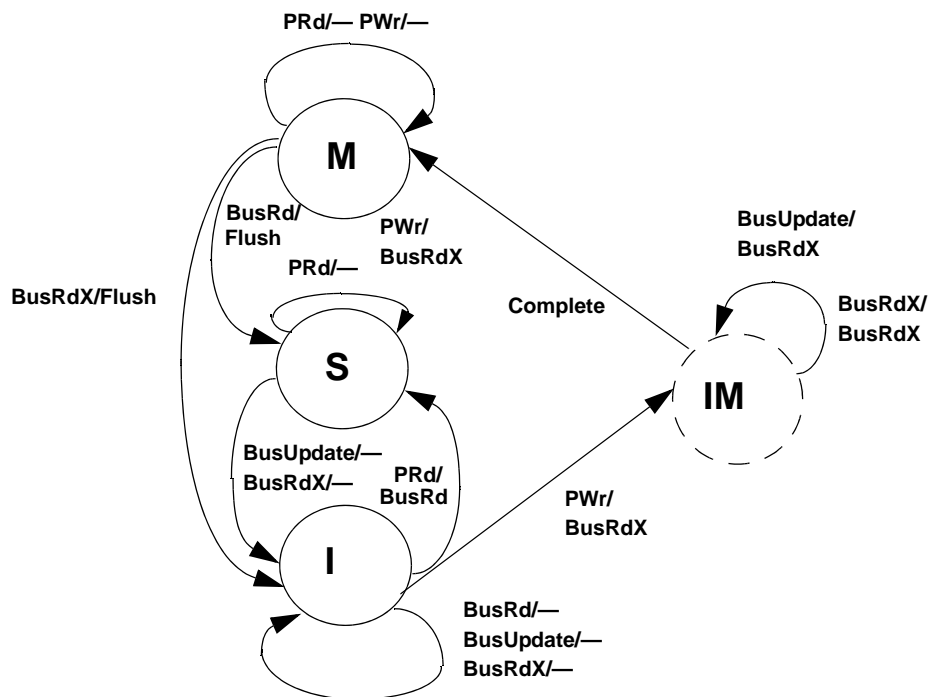 PRd/— PWr/—
M
BusRd/
Flush
PWr/
BusRdX
PRd/—
BusRdX/Flush
BusUpdate/
BusRdX
Complete
BusRdX/
BusRdX
S
IM
BusUpdate/—
BusRdX/—
PRd/
BusRd
PWr/
BusRdX
I
BusRd/—
BusUpdate/—
BusRdX/—